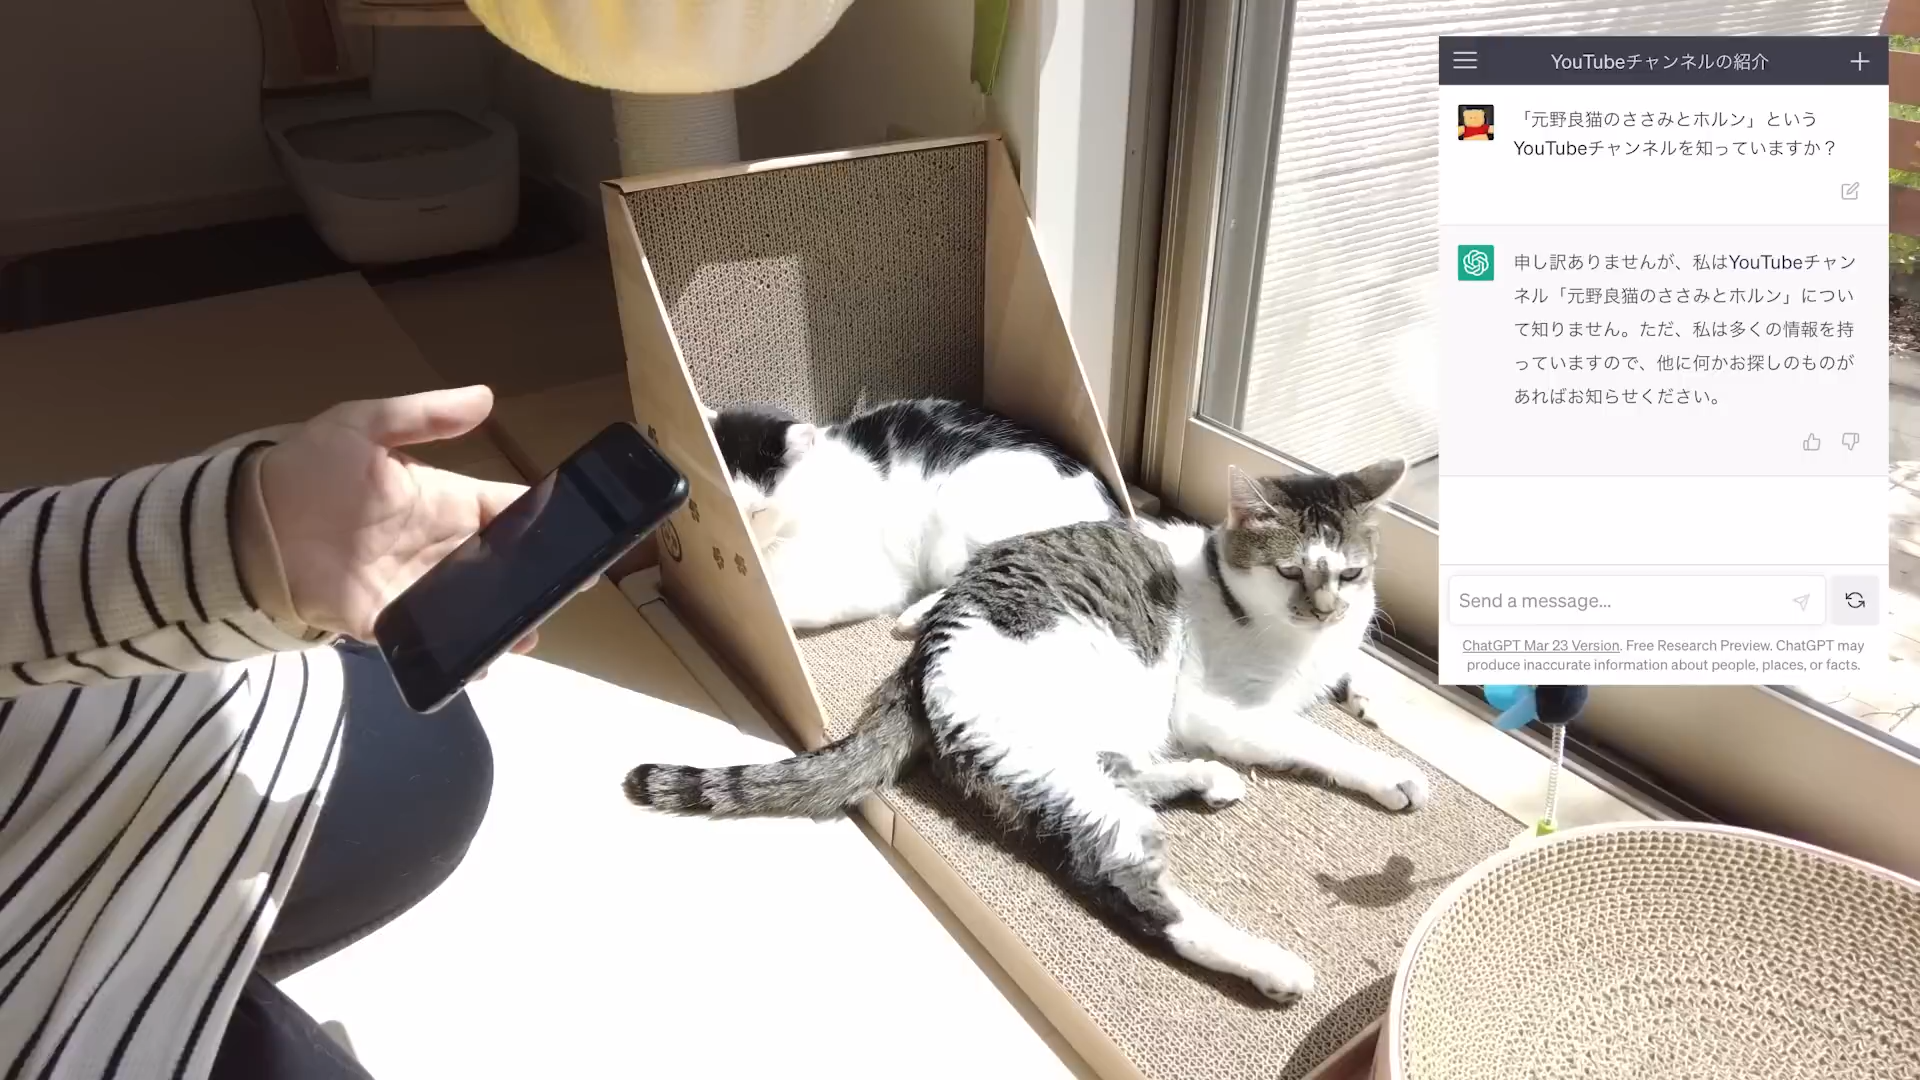 YouTubeチャンネルの紹介
「元野良猫のささみとホルン」という
YouTubeチャンネルを知っていますか？
申し訳ありませんが、私はYouTubeチャン
ネル「元野良猫のささみとホルン」につい
て知りません。ただ、私は多くの情報を持
っていますので、他に何かお探しのものが
あればお知らせください。
Send a message...
ChatGPT Mar 23 Version. Free Research Preview. ChatGPT may
produce inaccurate information about people, places, or facts.